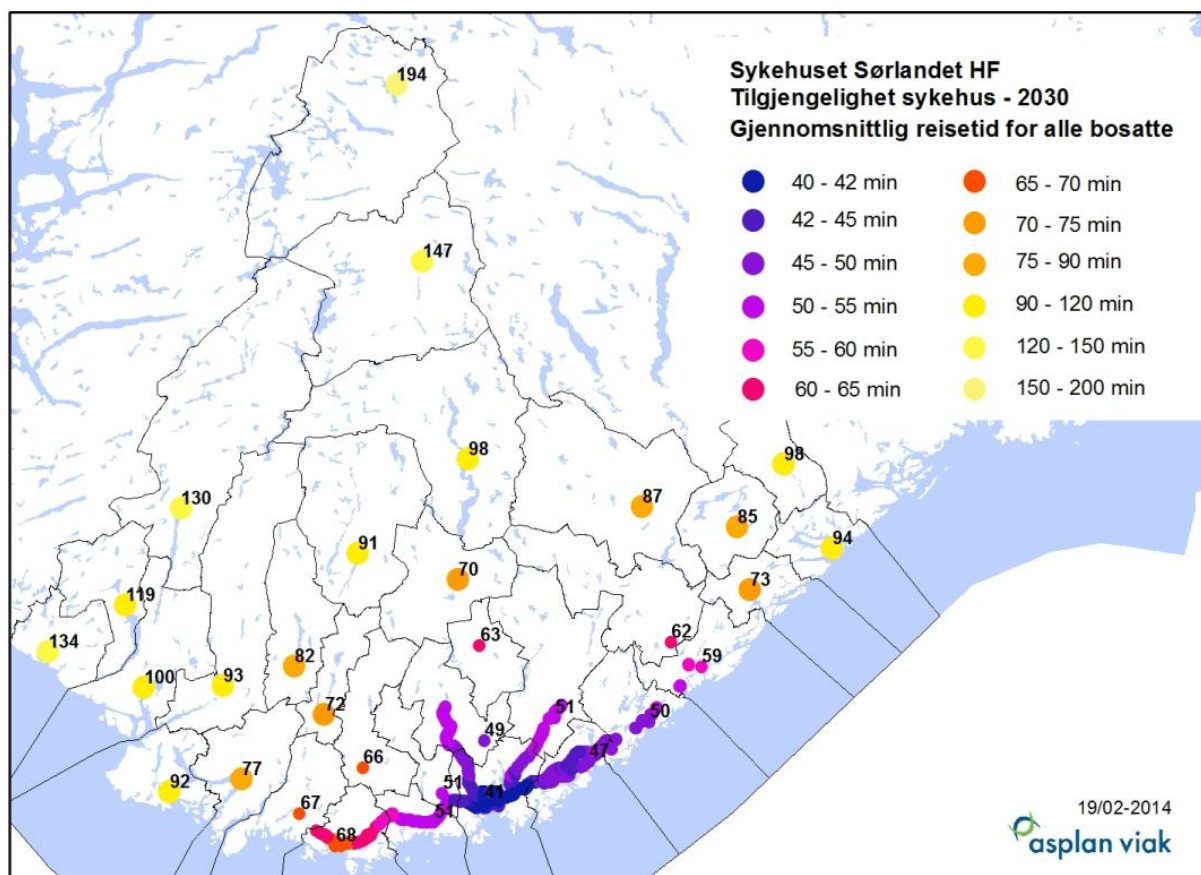 Sykehuset Sørlandet HF
Tilgjengelighet sykehus - 2030
Gjennomsnittlig reisetid for alle bosatte
40 - 42 min
42 - 45 min
45 - 50 min
50 - 55 min
55 - 60 min
60 - 65 min
65 - 70 min
70 - 75 min
75 - 90 min
90 - 120 min
120 - 150 min
150 - 200 min
194
147
98
98
87
130
85
94
91
70
73
119
63
62
134
59
82
100
93
72
51
50
49
47
66
77
92
51
41
67
51
68
19/02-2014
asplan viak